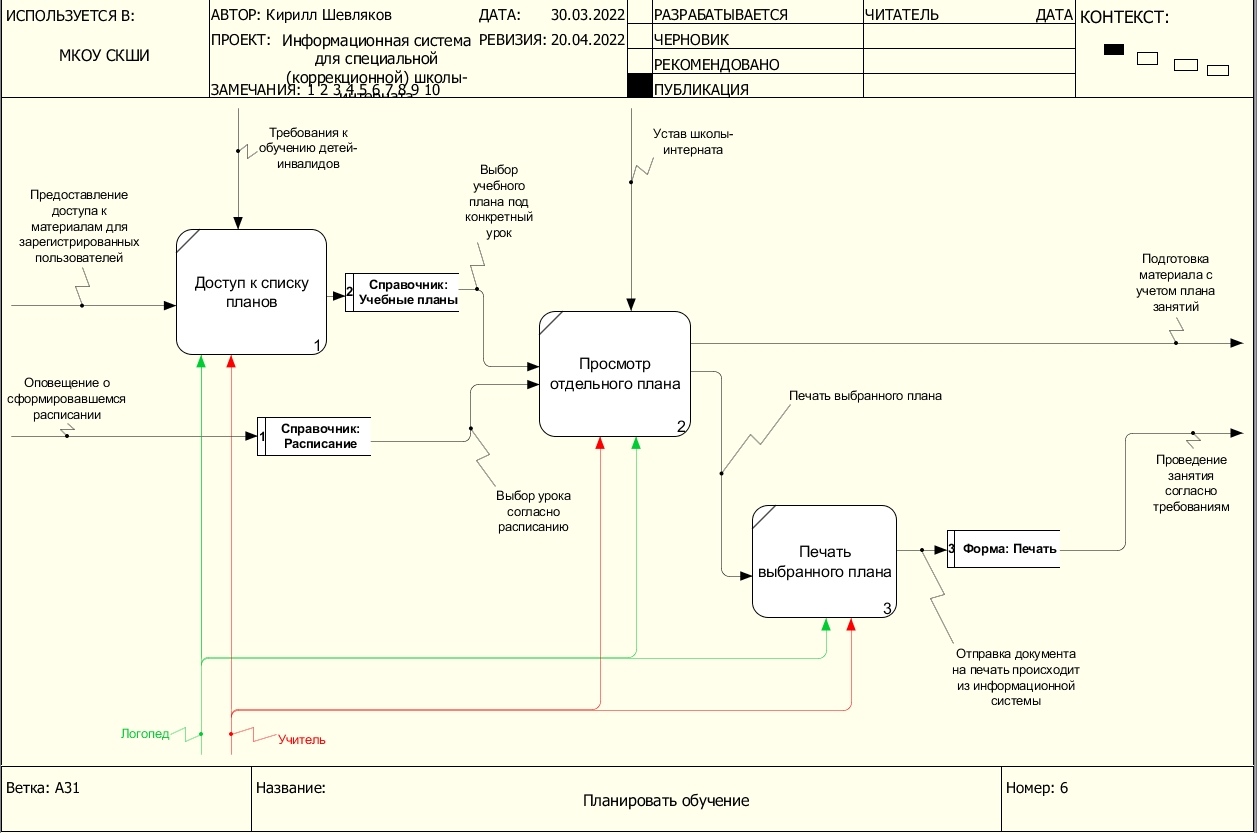 ИСПОЛЬЗУЕТСЯ В:
МКОУ СКШИ
АВТОР: Кирилл Шевляков
ДАТА: 30.03.2022
ПРОЕКТ: Информационная система
для специальной
(коррекционной) школы-
интерната
РЕВИЗИЯ: 20.04.2022
ЗАМЕЧАНИЯ: 1 2 3 4 5 6 7 8 9 10
РАЗРАБАТЫВАЕТСЯ
ЧЕРНОВИК
РЕКОМЕНДОВАНО
ПУБЛИКАЦИЯ
ЧИТАТЕЛЬ ДАТА
КОНТЕКСТ:
Требования к
обучению детей-
инвалидов
Устав школы-
интерната
Выбор
учебного
плана под
конкретный
урок
Предоставление
доступа к
материалам для
зарегистрированных
пользователей
Доступ к списку
планов
1
2
Справочник:
Учебные планы
Подготовка
материала с
учетом плана
занятий
Просмотр
отдельного плана
2
Оповещение о
сформировавшемся
расписании
1
Справочник:
Расписание
Печать выбранного плана
Выбор урока
согласно
расписанию
Проведение
занятия
согласно
требованиям
Печать
выбранного плана
3
3
Форма: Печать
Отправка документа
на печать происходит
из информационной
системы
Логопед
Учитель
Ветка: A31
Название:
Планировать обучение
Номер: 6